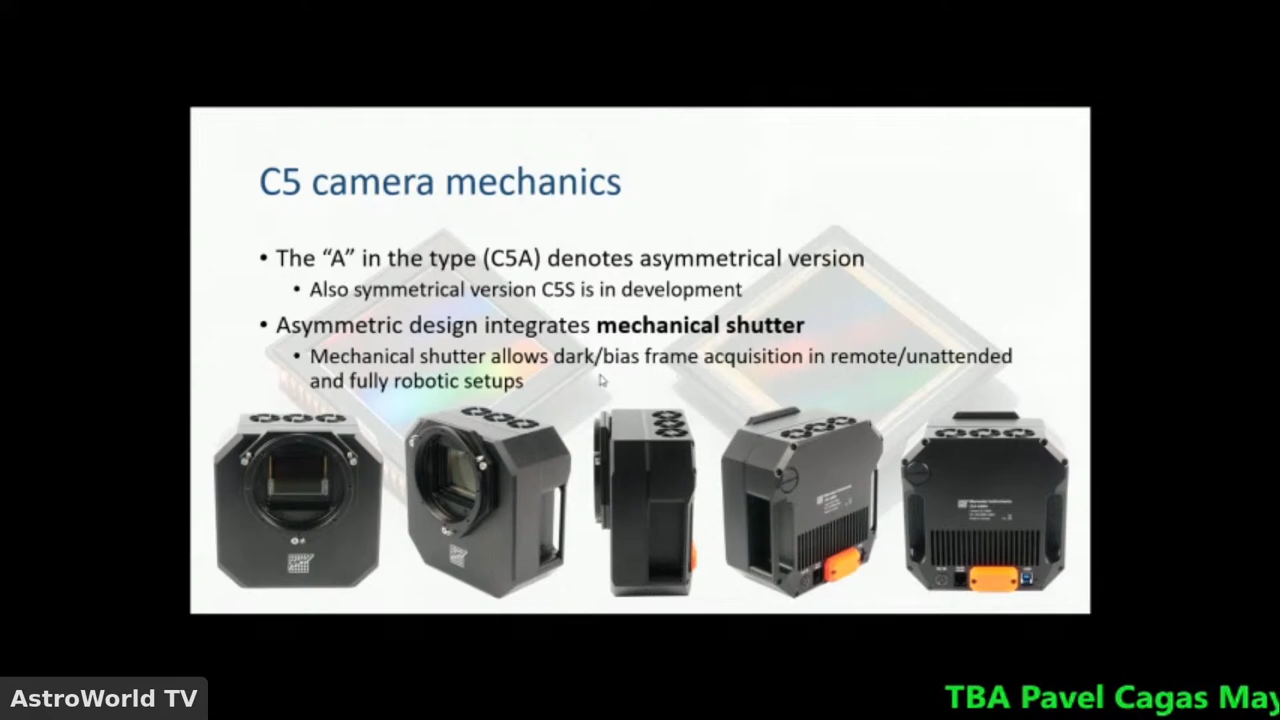 C5 camera mechanics
• The “A” in the type (C5A) denotes asymmetrical version
• Also symmetrical version C5S is in development
• Asymmetric design integrates mechanical shutter
• Mechanical shutter allows dark/bias frame acquisition in remote/unattended
and fully robotic setups
AstroWorld TV
TBA Pavel Cagas May